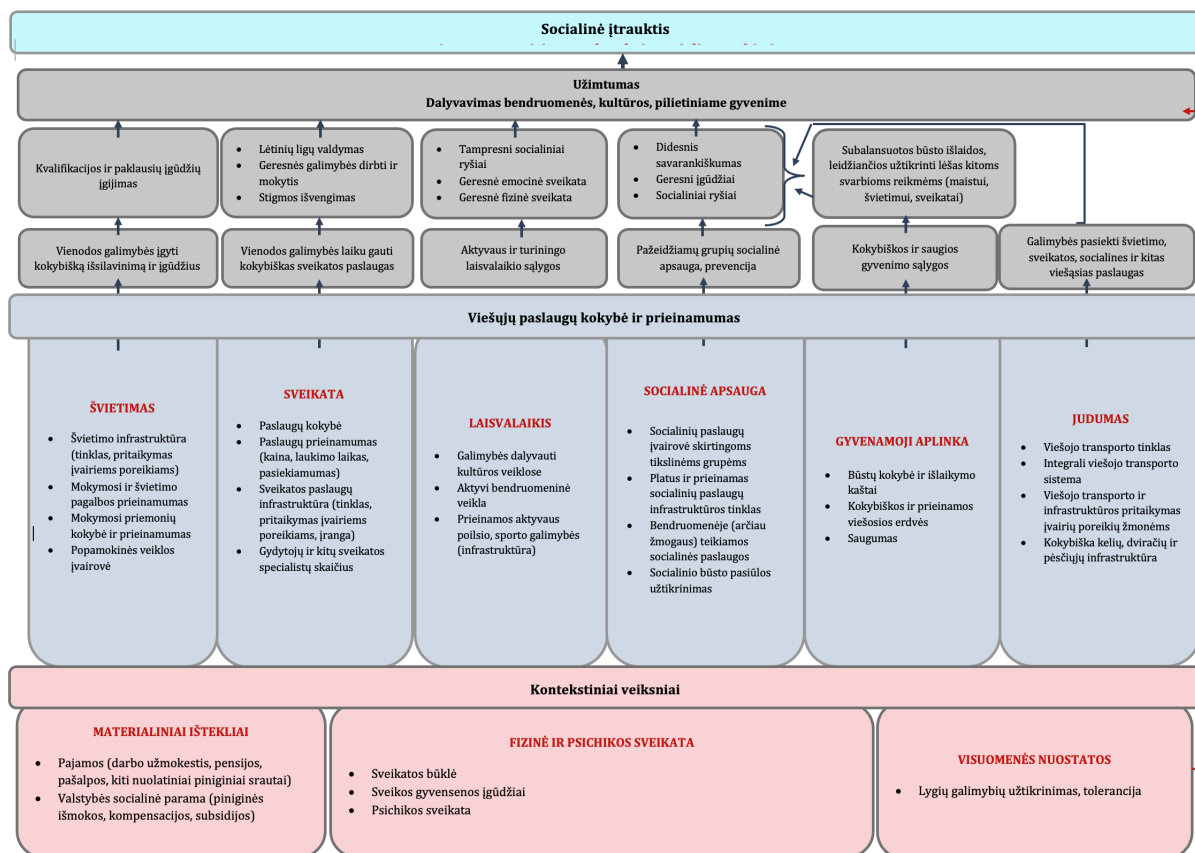 Socialinė įtrauktis
Užimtumas
Dalyvavimas bendruomenės, kultūros, pilietiniame gyvenime
Kvalifikacijos ir paklausių įgūdžių
įgijimas
• Lėtinių ligų valdymas
• Geresnės galimybės dirbti ir
mokytis
• Stigmos išvengimas
• Tampresni socialiniai
ryšiai
• Geresnė emocinė sveikata
• Geresnė fizinė sveikata
• Didesnis
savarankiškumas
• Geresni įgūdžiai
• Socialiniai ryšiai
Subalansuotos būsto išlaidos,
leidžiančios užtikrinti lėšas kitoms
svarbioms reikmėms (maistui,
švietimui, sveikatai)
Vienodos galimybės įgyti
kokybišką išsilavinimą ir įgūdžius
Vienodos galimybės laiku gauti
kokybiškas sveikatos paslaugas
Aktyvaus ir turiningo
laisvalaikio sąlygos
Pažeidžiamų grupių socialinė
apsauga, prevencija
Kokybiškos ir saugios
gyvenimo sąlygos
Galimybės pasiekti švietimo,
sveikatos, socialines ir kitas
viešąsias paslaugas
Viešųjų paslaugų kokybė ir prieinamumas
ŠVIETIMAS
• Švietimo infrastruktūra
(tinklas, pritaikymas
įvairiems poreikiams)
• Mokymosi ir švietimo
pagalbos prieinamumas
• Mokymosi priemonių
kokybė ir prieinamumas
• Popamokinės veiklos
įvairovė
SVEIKATA
• Paslaugų kokybė
• Paslaugų prieinamumas
(kaina, laukimo laikas,
pasiekiamumas)
• Sveikatos paslaugų
infrastruktūra (tinklas,
pritaikymas įvairiems
poreikiams, įranga)
• Gydytojų ir kitų sveikatos
specialistų skaičius
LAISVALAIKIS
• Galimybės dalyvauti
kultūros veiklose
• Aktyvi bendruomeninė
veikla
• Prieinamos aktyvaus
poilsio, sporto galimybės
(infrastruktūra)
SOCIALINĖ APSAUGA
• Socialinių paslaugų
įvairovė skirtingoms
tikslinėms grupėms
• Platus ir prieinamas
socialinių paslaugų
infrastruktūros tinklas
• Bendruomenėje (arčiau
žmogaus) teikiamos
socialinės paslaugos
• Socialinio būsto pasiūlos
užtikrinimas
GYVENAMOJI APLINKA
• Būstų kokybė ir išlaikymo
kaštai
• Kokybiškos ir prieinamos
viešosios erdvės
• Saugumas
JUDUMAS
• Viešojo transporto tinklas
• Integrali viešojo transporto
sistema
• Viešojo transporto ir
infrastruktūros pritaikymas
įvairių poreikių žmonėms
• Kokybiška kelių, dviračių ir
pėsčiųjų infrastruktūra
Kontekstiniai veiksniai
MATERIALINIAI IŠTEKLIAI
• Pajamos (darbo užmokestis, pensijos,
pašalpos, kiti nuolatiniai piniginiai srautai)
• Valstybės socialinė parama (piniginės
išmokos, kompensacijos, subsidijos)
FIZINĖ IR PSICHIKOS SVEIKATA
• Sveikatos būklė
• Sveikos gyvensenos įgūdžiai
• Psichikos sveikata
VISUOMENĖS NUOSTATOS
• Lygių galimybių užtikrinimas, tolerancija